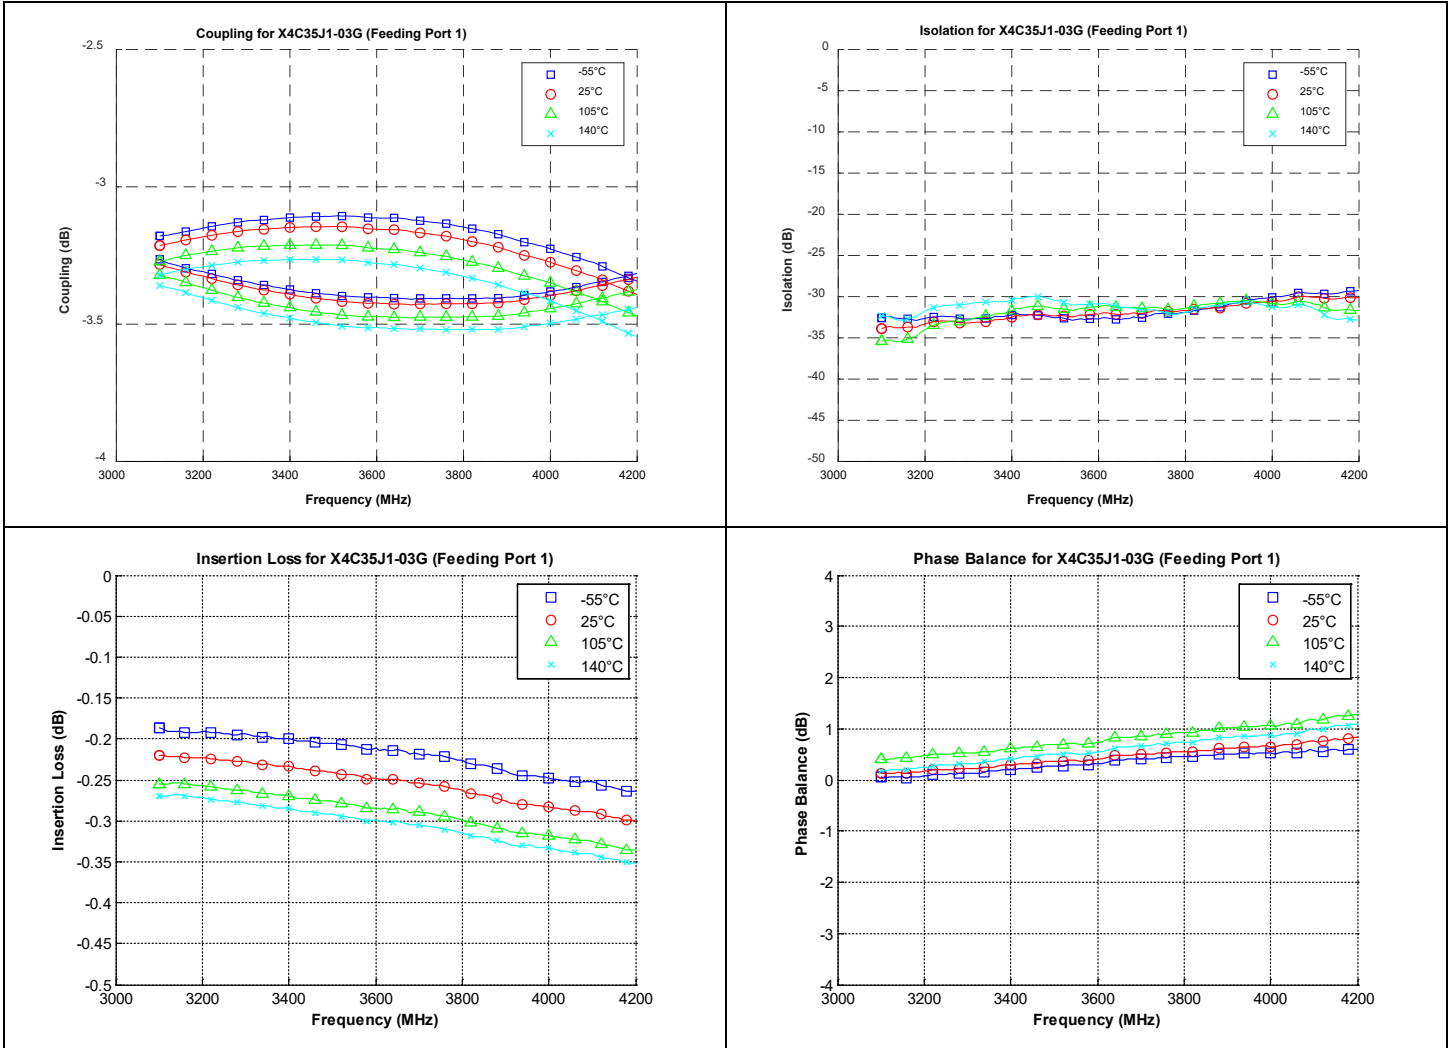 Coupling for X4C35J1-03G (Feeding Port 1)
-2.5
-3
-3.5
-4
Coupling (dB)
-55°C
25°C
105°C
140°C
3000 3200 3400 3600 3800 4000 4200
Frequency (MHz)
Isolation for X4C35J1-03G (Feeding Port 1)
0
-5
-10
-15
-20
-25
-30
-35
-40
-45
-50
Isolation (dB)
-55°C
25°C
105°C
140°C
3000 3200 3400 3600 3800 4000 4200
Frequency (MHz)
Insertion Loss for X4C35J1-03G (Feeding Port 1)
0
-0.05
-0.1
-0.15
-0.2
-0.25
-0.3
-0.35
-0.4
-0.45
-0.5
Insertion Loss (dB)
-55°C
25°C
105°C
140°C
3000 3200 3400 3600 3800 4000 4200
Frequency (MHz)
Phase Balance for X4C35J1-03G (Feeding Port 1)
4
3
2
1
0
-1
-2
-3
-4
Phase Balance (dB)
-55°C
25°C
105°C
140°C
3000 3200 3400 3600 3800 4000 4200
Frequency (MHz)